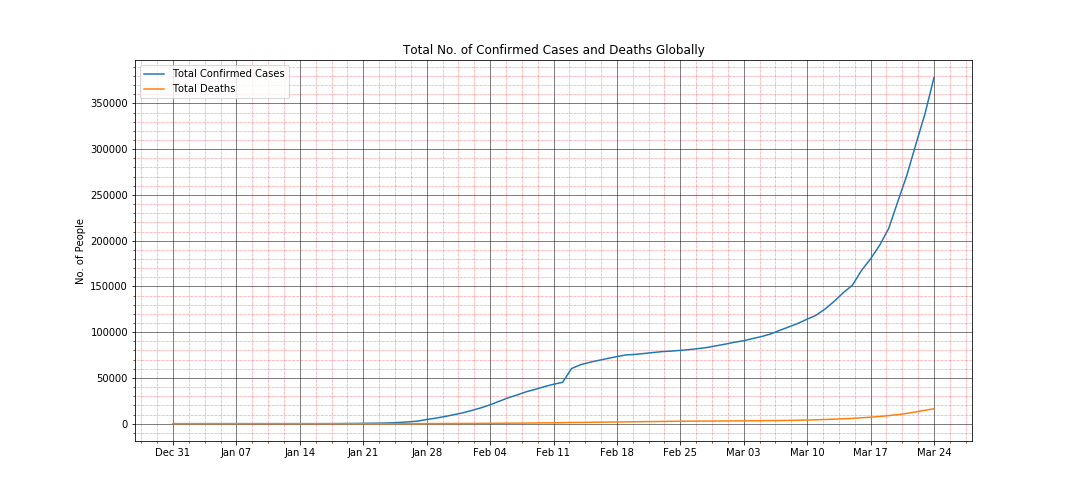 Total No. of Confirmed Cases and Deaths Globally
Total Confirmed Cases
Total Deaths
350000
300000
250000
200000
150000
100000
50000
0
No. of People
Dec 31 Jan 07 Jan 14 Jan 21 Jan 28 Feb 04 Feb 11 Feb 18 Feb 25 Mar 03 Mar 10 Mar 17 Mar 24